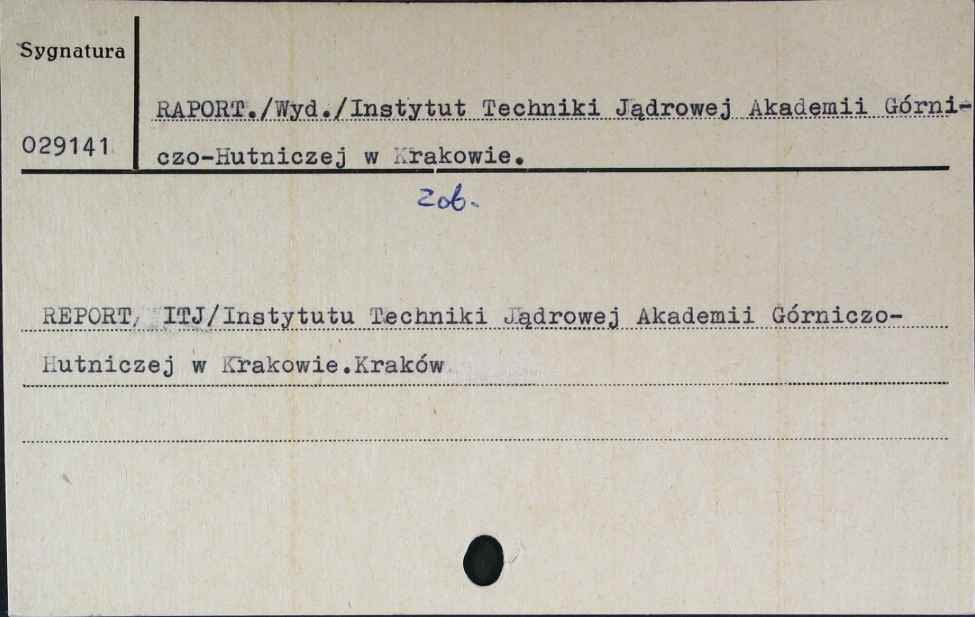 Sygnatura
RAPORT./Wyd./Instytut Techniki Jądrowej Akademii Górni-
029141
czo-Hutniczej w Krakowie.
Zob.
REPORT, ITJ/Instytutu Techniki Jądrowej Akademii Górniczo-
Hutniczej w Krakowie.Kraków